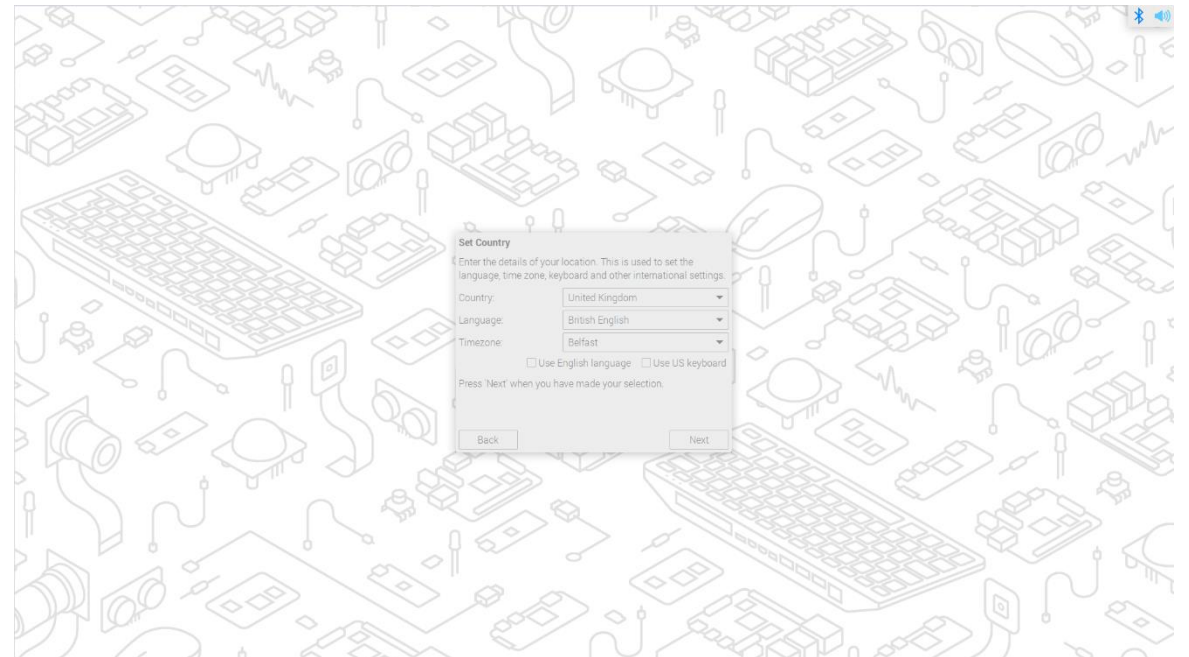 Set Country
Enter the details of your location. This is used to set the
language, time zone, keyboard and other international settings.
Country: United Kingdom
Language: British English
Timezone: Belfast
Use English language Use US keyboard
Press 'Next' when you have made your selection.
Back Next